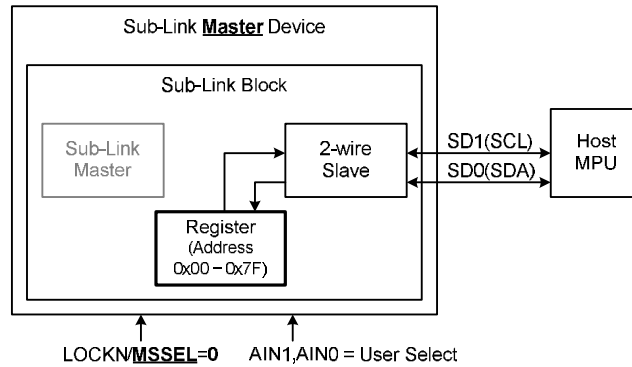 Sub-Link Master Device
Sub-Link Block
Sub-Link
Master
2-wire
Slave
SD1(SCL)
SD0(SDA)
Host
MPU
Register
(Address
0x00 – 0x7F)
LOCKN/MSSEL=0
AIN1,AIN0 = User Select